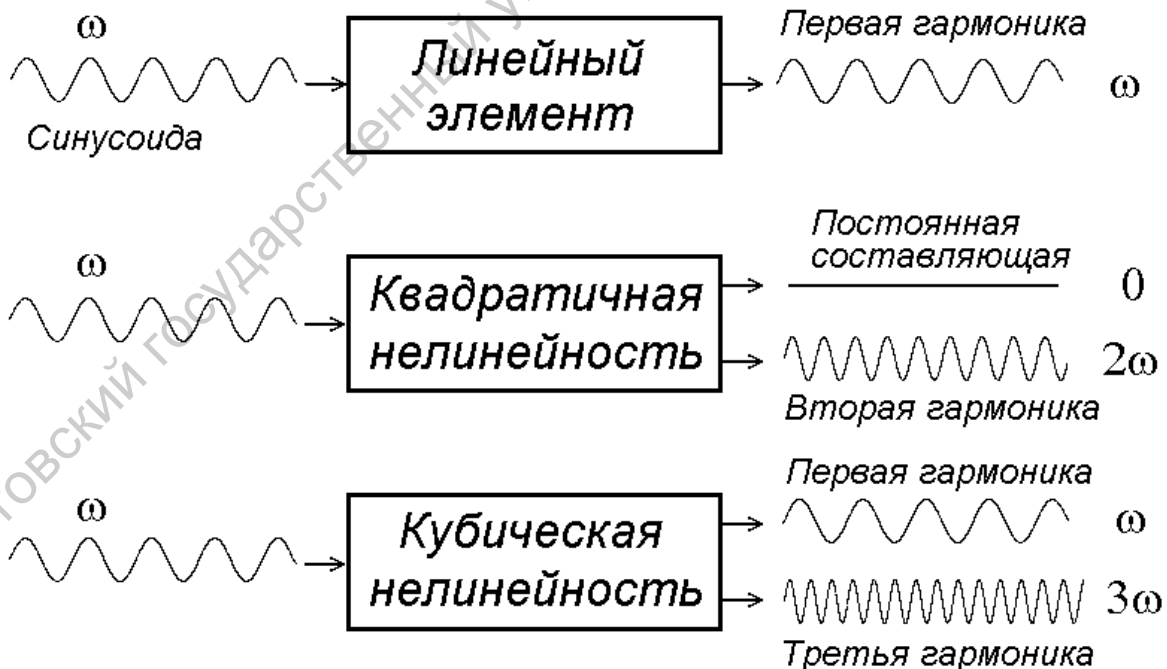 ω
Линейный
элемент
Первая гармоника
ω
Синусоида
ω
Квадратичная
нелинейность
Постоянная
составляющая
0
2ω
Вторая гармоника
ω
Кубическая
нелинейность
Первая гармоника
ω
3ω
Третья гармоника
государственный